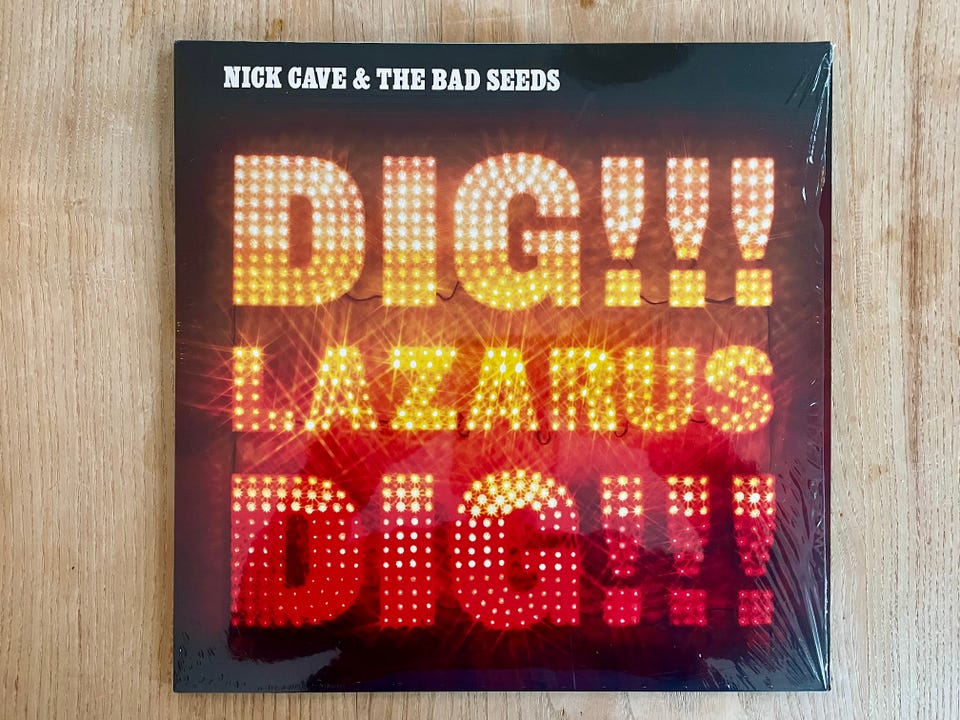 NICK CAVE & THE BAD SEEDS
DIG!!!
LAZARUS
DIG!!!